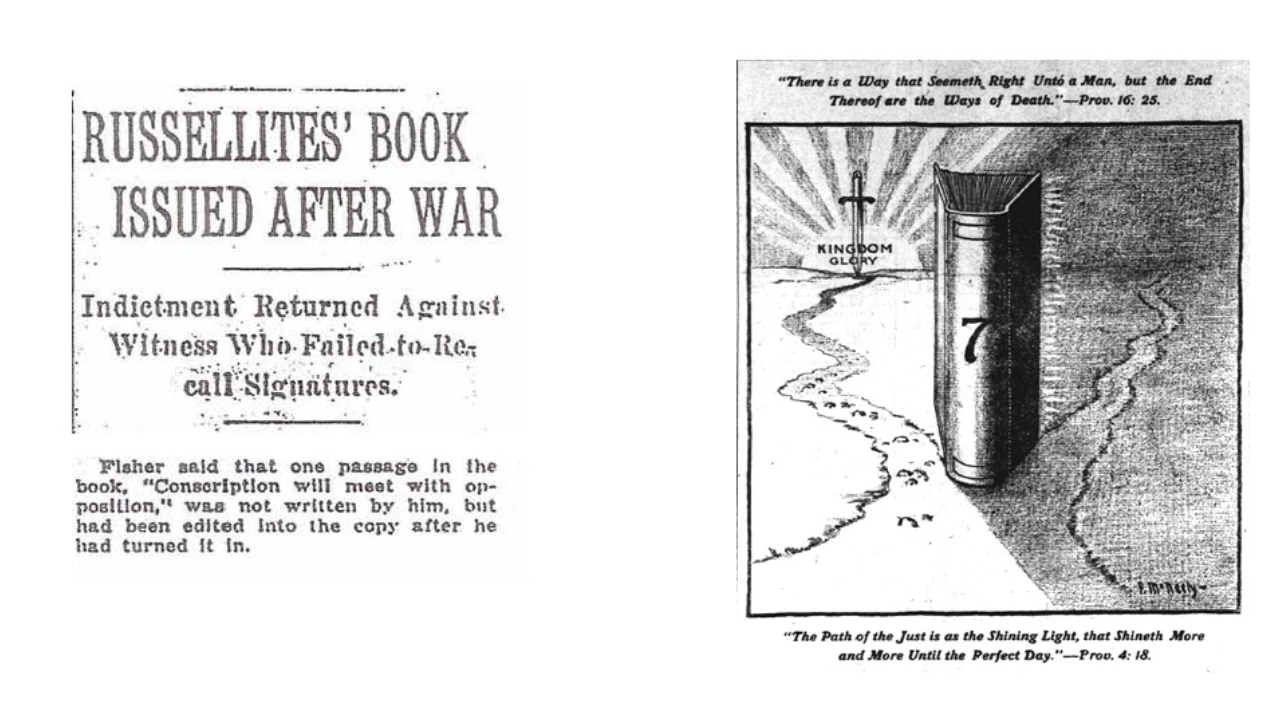 RUSSELLITES' BOOK
ISSUED AFTER WAR
Indictment Returned Against
Witness Who Failed to Re-
call Signatures.
Fisher said that one passage in the
book, "Conscription will meet with op-
position," was not written by him, but
had been edited into the copy after he
had turned it in.
"There is a Way that Seemeth Right Unto a Man, but the End
Thereof are the Ways of Death."—Prov. 16: 25.
KINGDOM
GLORY
7
"The Path of the Just is as the Shining Light, that Shineth More
and More Until the Perfect Day."—Prov. 4: 18.